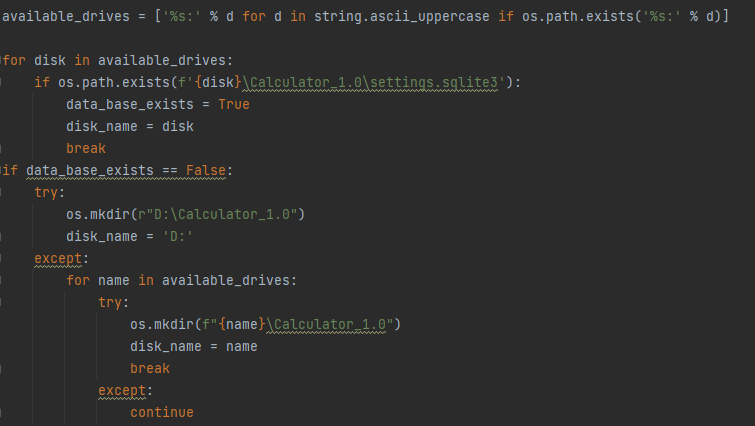 available_drives = ['%s:' % d for d in string.ascii_uppercase if os.path.exists('%s:' % d)]
for disk in available_drives:
    if os.path.exists(f'{disk}\Calculator_1.0\settings.sqlite3'):
        data_base_exists = True
        disk_name = disk
        break
if data_base_exists == False:
    try:
        os.mkdir(r"D:\Calculator_1.0")
        disk_name = 'D:'
    except:
        for name in available_drives:
            try:
                os.mkdir(f"{name}\Calculator_1.0")
                disk_name = name
                break
            except:
                continue